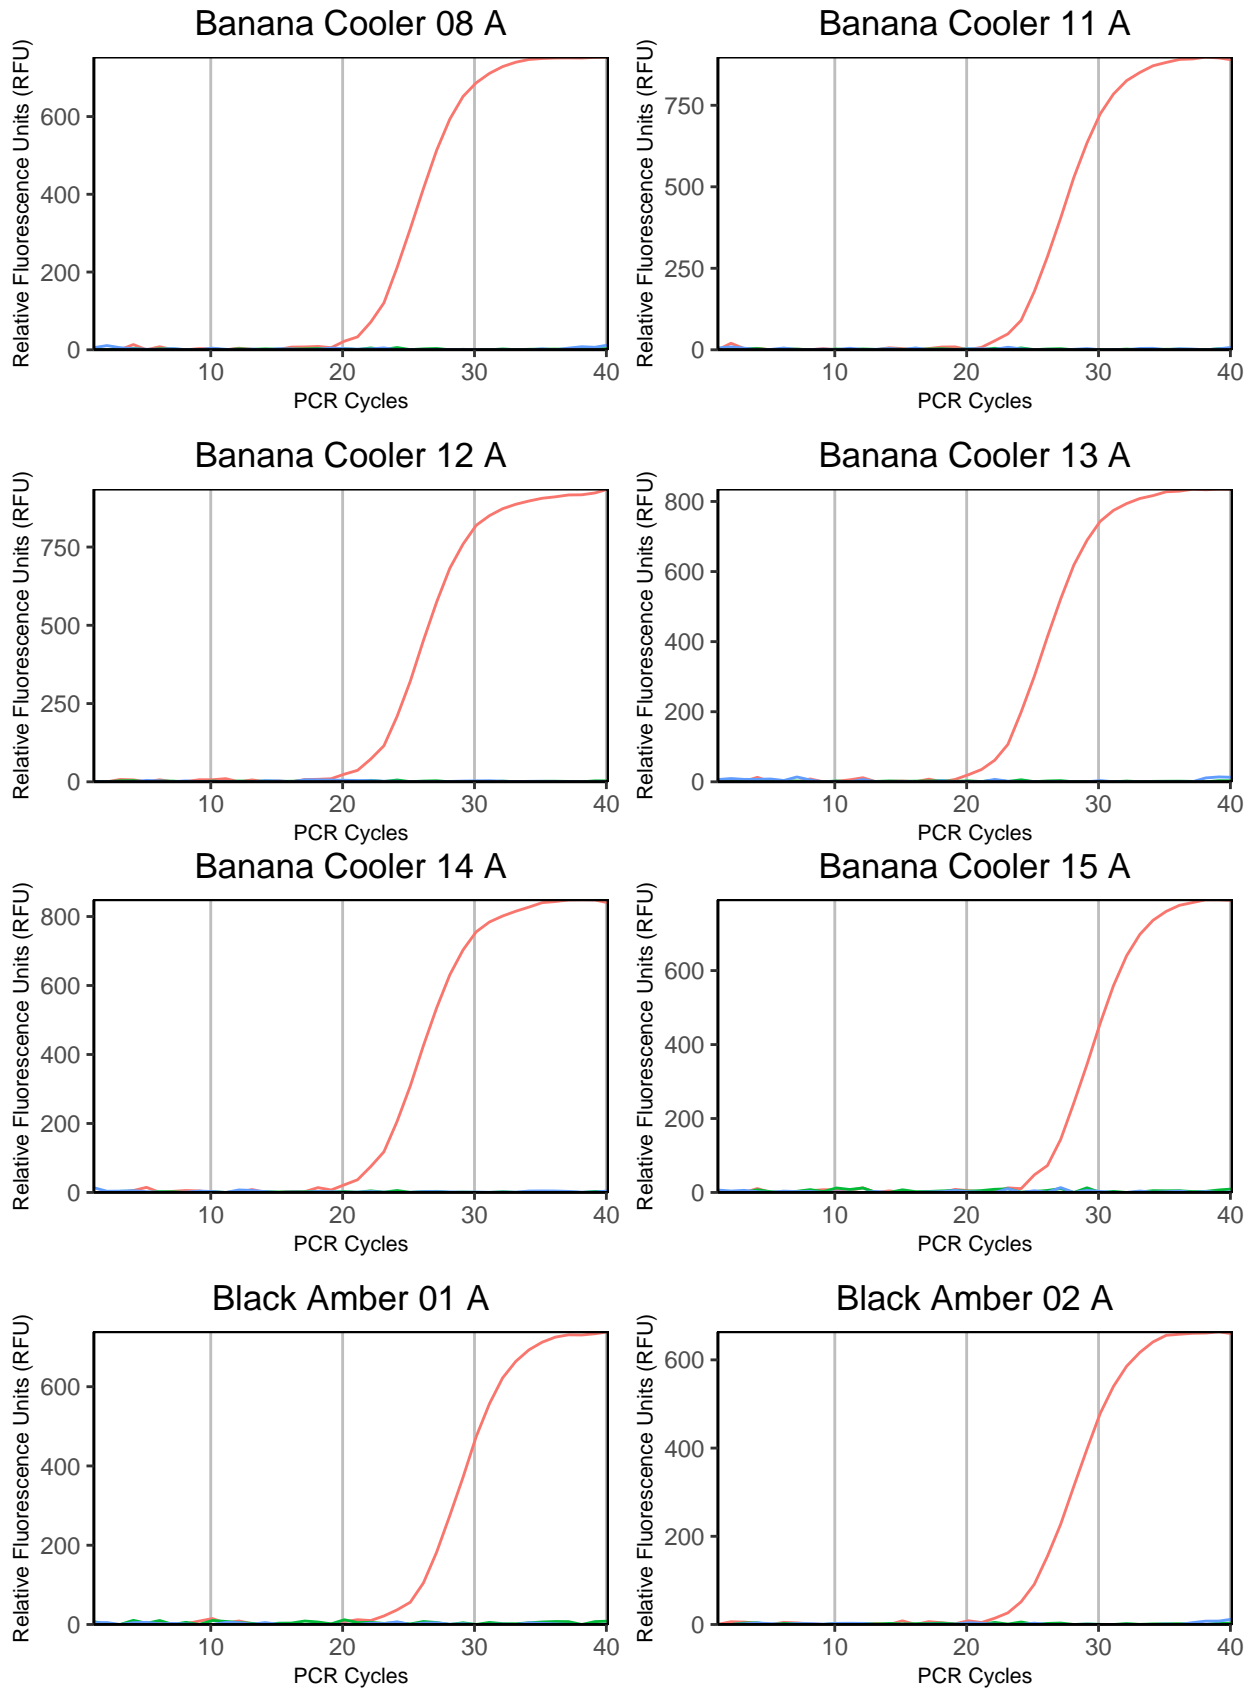 Banana Cooler 08 A
Relative Fluorescence Units (RFU)
600
400
200
0
10 20 30 40
PCR Cycles
Banana Cooler 11 A
Relative Fluorescence Units (RFU)
750
500
250
0
10 20 30 40
PCR Cycles
Banana Cooler 12 A
Relative Fluorescence Units (RFU)
750
500
250
0
10 20 30 40
PCR Cycles
Banana Cooler 13 A
Relative Fluorescence Units (RFU)
800
600
400
200
0
10 20 30 40
PCR Cycles
Banana Cooler 14 A
Relative Fluorescence Units (RFU)
800
600
400
200
0
10 20 30 40
PCR Cycles
Banana Cooler 15 A
Relative Fluorescence Units (RFU)
600
400
200
0
10 20 30 40
PCR Cycles
Black Amber 01 A
Relative Fluorescence Units (RFU)
600
400
200
0
10 20 30 40
PCR Cycles
Black Amber 02 A
Relative Fluorescence Units (RFU)
600
400
200
0
10 20 30 40
PCR Cycles